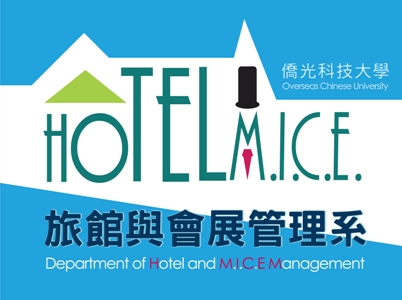 僑光科技大學
Overseas Chinese University
HOTEL M.I.C.E.
旅館與會展管理系
Department of Hotel and M.I.C.E Management